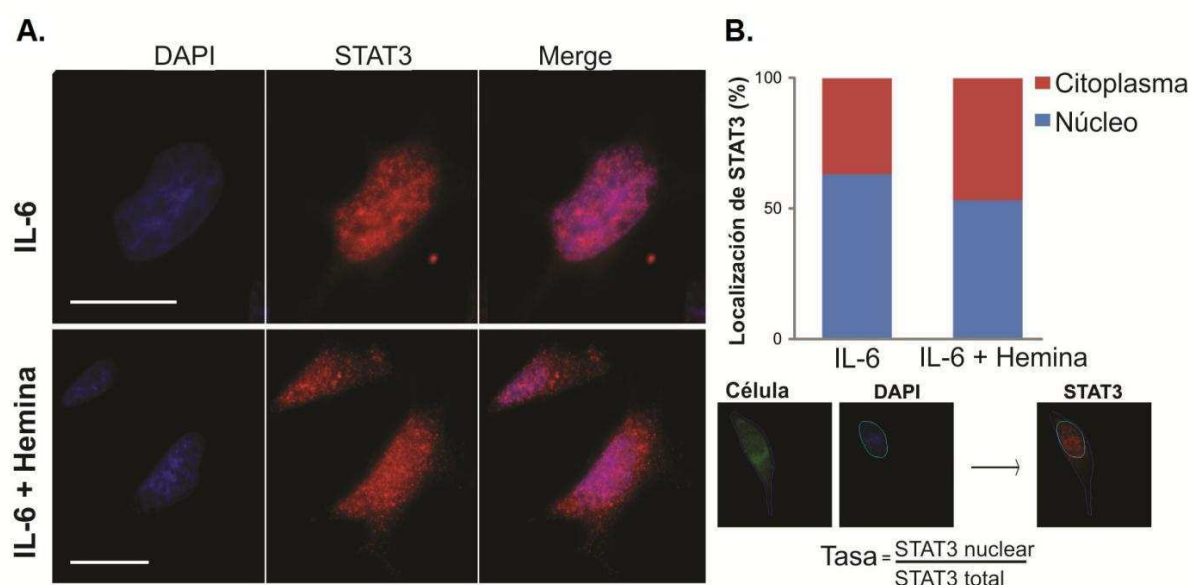 A.
DAPI
STAT3
Merge
IL-6
IL-6 + Hemina
B.
Localización de STAT3 (%)
100
50
0
Citoplasma
Núcleo
IL-6
IL-6 + Hemina
Célula
DAPI
STAT3
Tasa = STAT3 nuclear
STAT3 total